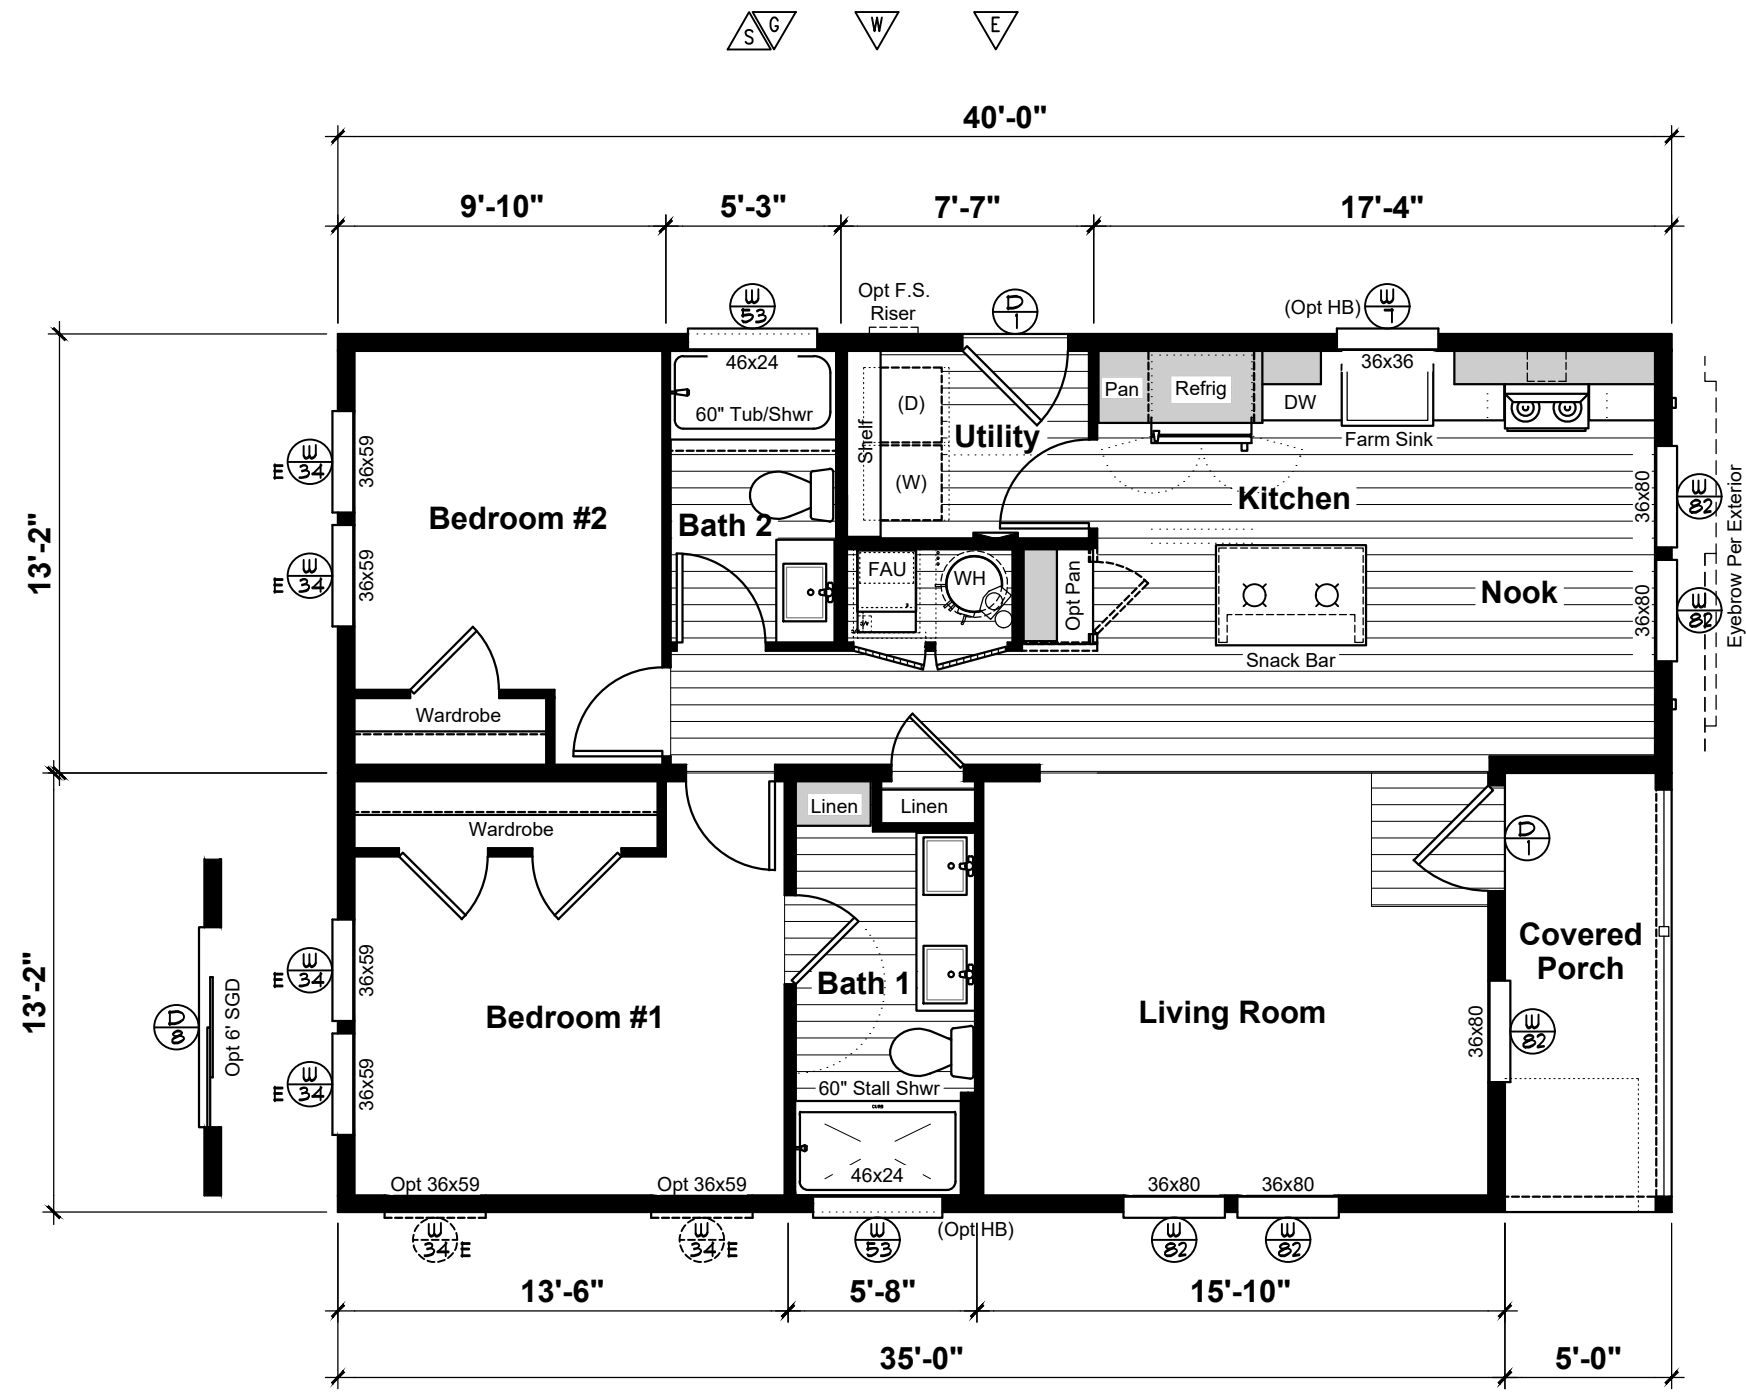 S G W E
40'-0"
9'-10" 5'-3" 7'-7" 17'-4"
W 53
Opt F.S.
Riser
D 1
(Opt HB) W 7
46x24
60" Tub/Shwr
Shelf
(D)
(W)
Utility
Pan
Refrig
DW
36x36
Farm Sink
Kitchen
W 34 E 36x59
W 34 E 36x59
13'-2"
Bedroom #2
Bath 2
FAU
WH
Opt Pan
Snack Bar
Nook
36x80 W 82
36x80 W 82
Eyebrow Per Exterior
Wardrobe
Wardrobe
Linen
Linen
D 1
Covered
Porch
13'-2"
D 8
Opt 6' SGD
W 34 E 36x59
W 34 E 36x59
Bedroom #1
Bath 1
Living Room
36x80 W 82
60" Stall Shwr
CURB
46x24
Opt 36x59
Opt 36x59
36x80
36x80
W 34 E
W 34 E
W 53
(Opt HB)
W 82
W 82
13'-6" 5'-8" 15'-10"
35'-0" 5'-0"